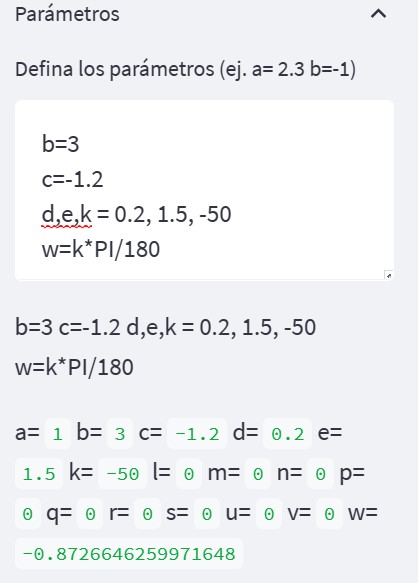 Parámetros
Defina los parámetros (ej. a= 2.3 b=-1)
b=3
c=-1.2
d,e,k = 0.2, 1.5, -50
w=k*PI/180
b=3 c=-1.2 d,e,k = 0.2, 1.5, -50
w=k*PI/180
a= 1 b= 3 c= -1.2 d= 0.2 e=
1.5 k= -50 l= 0 m= 0 n= 0 p=
0 q= 0 r= 0 s= 0 u= 0 v= 0 w=
-0.8726646259971648